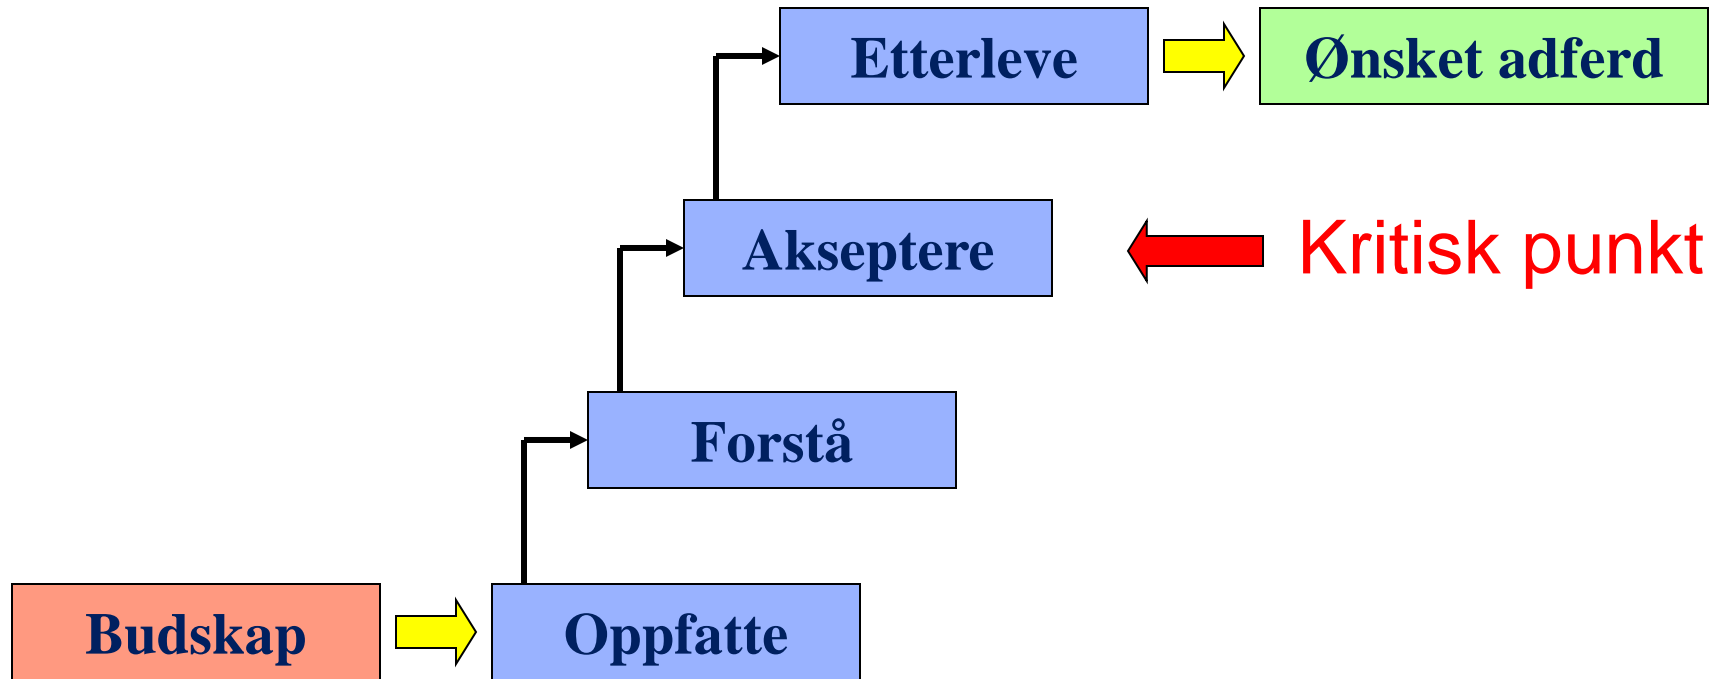 Etterleve
Ønsket adferd
Akseptere
Kritisk punkt
Forstå
Budskap
Oppfatte